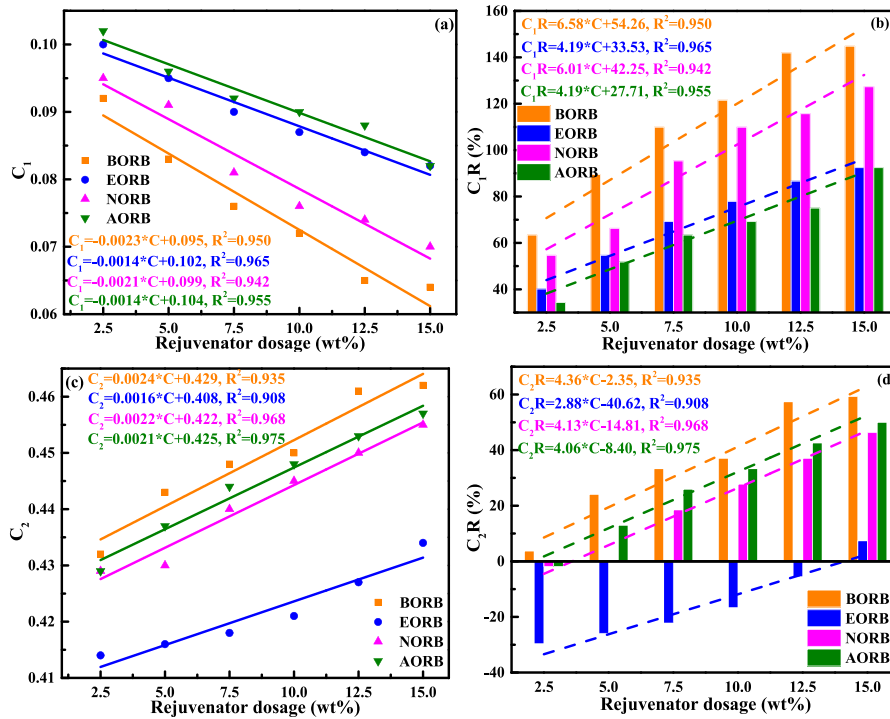 (a)
0.10
0.09
0.08
0.07
0.06
C₁
BORB
EORB
NORB
AORB
C₁=-0.0023*C+0.095, R²=0.950
C₁=-0.0014*C+0.102, R²=0.965
C₁=-0.0021*C+0.099, R²=0.942
C₁=-0.0014*C+0.104, R²=0.955
2.5 5.0 7.5 10.0 12.5 15.0
Rejuvenator dosage (wt%)
(b)
C₁R=6.58*C+54.26, R²=0.950
C₁R=4.19*C+33.53, R²=0.965
C₁R=6.01*C+42.25, R²=0.942
C₁R=4.19*C+27.71, R²=0.955
BORB
EORB
NORB
AORB
160
140
120
100
80
60
40
C₁R (%)
2.5 5.0 7.5 10.0 12.5 15.0
Rejuvenator dosage (wt%)
(c)
C₂=0.0024*C+0.429, R²=0.935
C₂=0.0016*C+0.408, R²=0.908
C₂=0.0022*C+0.422, R²=0.968
C₂=0.0021*C+0.425, R²=0.975
0.46
0.45
0.44
0.43
0.42
0.41
C₂
BORB
EORB
NORB
AORB
2.5 5.0 7.5 10.0 12.5 15.0
Rejuvenator dosage (wt%)
(d)
C₂R=4.36*C-2.35, R²=0.935
C₂R=2.88*C-40.62, R²=0.908
C₂R=4.13*C-14.81, R²=0.968
C₂R=4.06*C-8.40, R²=0.975
60
40
20
0
-20
-40
C₂R (%)
BORB
EORB
NORB
AORB
2.5 5.0 7.5 10.0 12.5 15.0
Rejuvenator dosage (wt%)